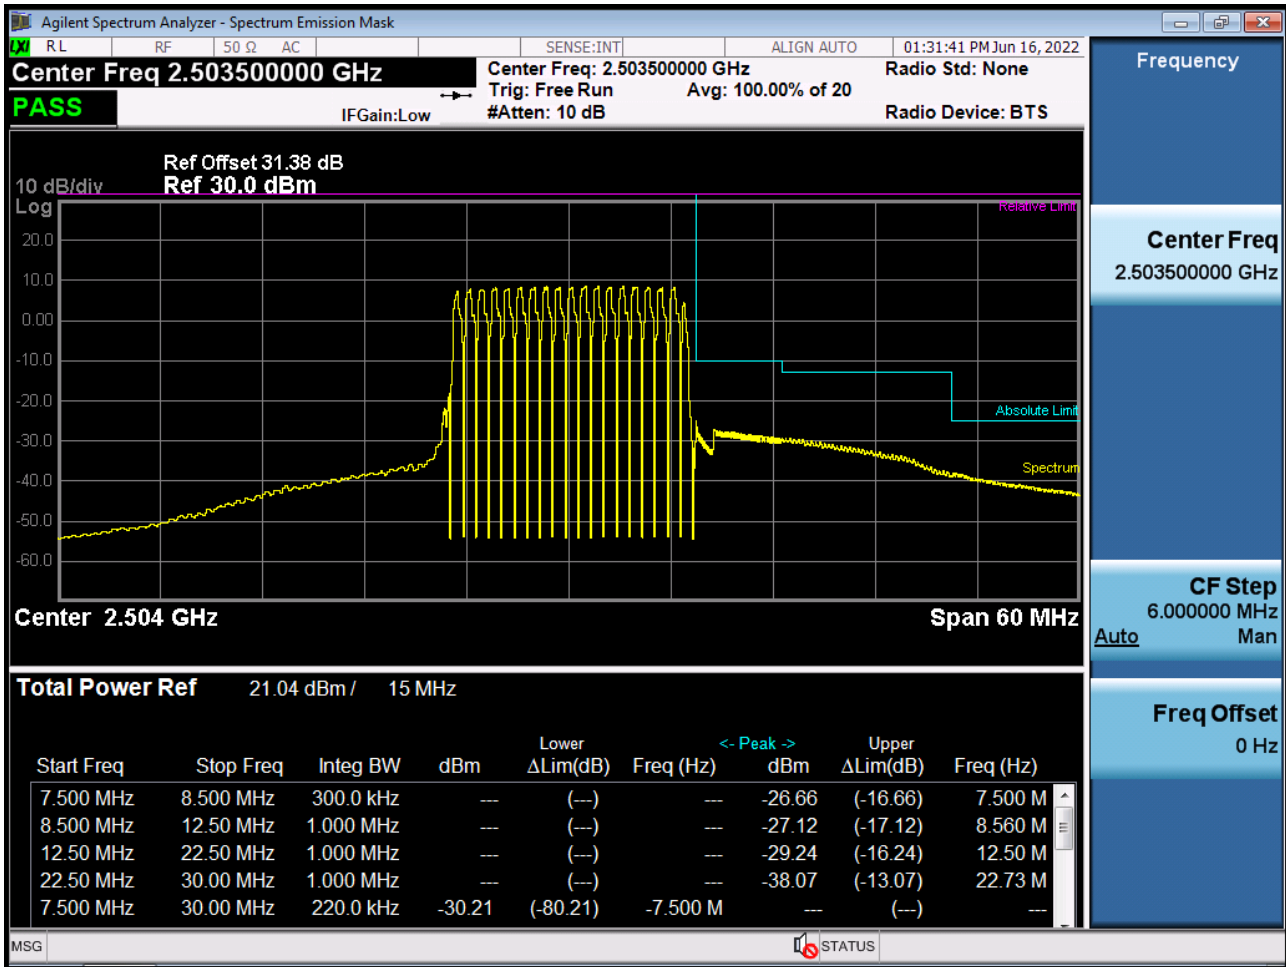 Agilent Spectrum Analyzer - Spectrum Emission Mask
LXI RL RF 50 Ω AC SENSE:INT ALIGN AUTO 01:31:41 PM Jun 16, 2022
Center Freq 2.503500000 GHz
Center Freq: 2.503500000 GHz
Radio Std: None
Trig: Free Run Avg: 100.00% of 20
PASS
IFGain:Low
#Atten: 10 dB
Radio Device: BTS
Ref Offset 31.38 dB
10 dB/div Ref 30.0 dBm
Log
Relative Limit
20.0
10.0
0.00
-10.0
-20.0
Absolute Limit
-30.0
Spectrum
-40.0
-50.0
-60.0
Center 2.504 GHz Span 60 MHz
Total Power Ref 21.04 dBm / 15 MHz
Lower <- Peak -> Upper
Start Freq Stop Freq Integ BW dBm ΔLim(dB) Freq (Hz) dBm ΔLim(dB) Freq (Hz)
7.500 MHz 8.500 MHz 300.0 kHz --- (---) --- -26.66 (-16.66) 7.500 M
8.500 MHz 12.50 MHz 1.000 MHz --- (---) --- -27.12 (-17.12) 8.560 M
12.50 MHz 22.50 MHz 1.000 MHz --- (---) --- -29.24 (-16.24) 12.50 M
22.50 MHz 30.00 MHz 1.000 MHz --- (---) --- -38.07 (-13.07) 22.73 M
7.500 MHz 30.00 MHz 220.0 kHz -30.21 (-80.21) -7.500 M --- (---) ---
MSG STATUS
Frequency
Center Freq
2.503500000 GHz
CF Step
6.000000 MHz
Auto Man
Freq Offset
0 Hz